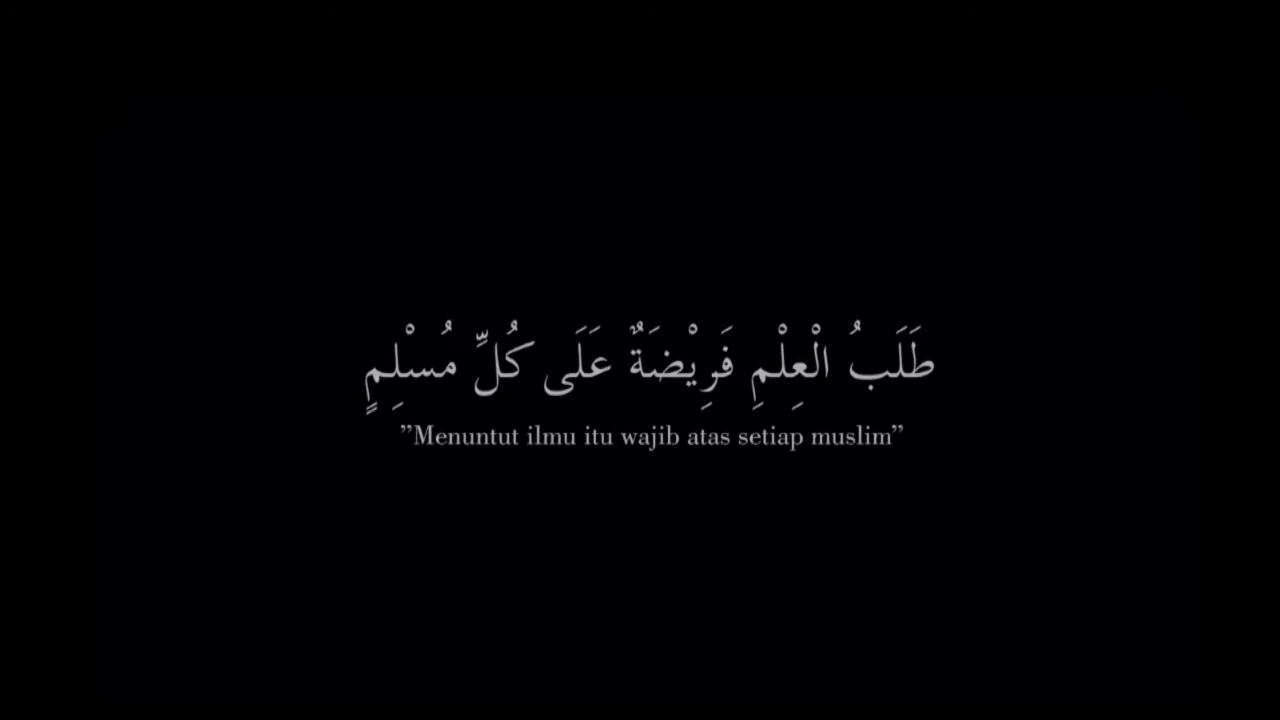 طَلَبُ الْعِلْمِ فَرِيْضَةٌ عَلَى كُلِّ مُسْلِمٍ
”Menuntut ilmu itu wajib atas setiap muslim”